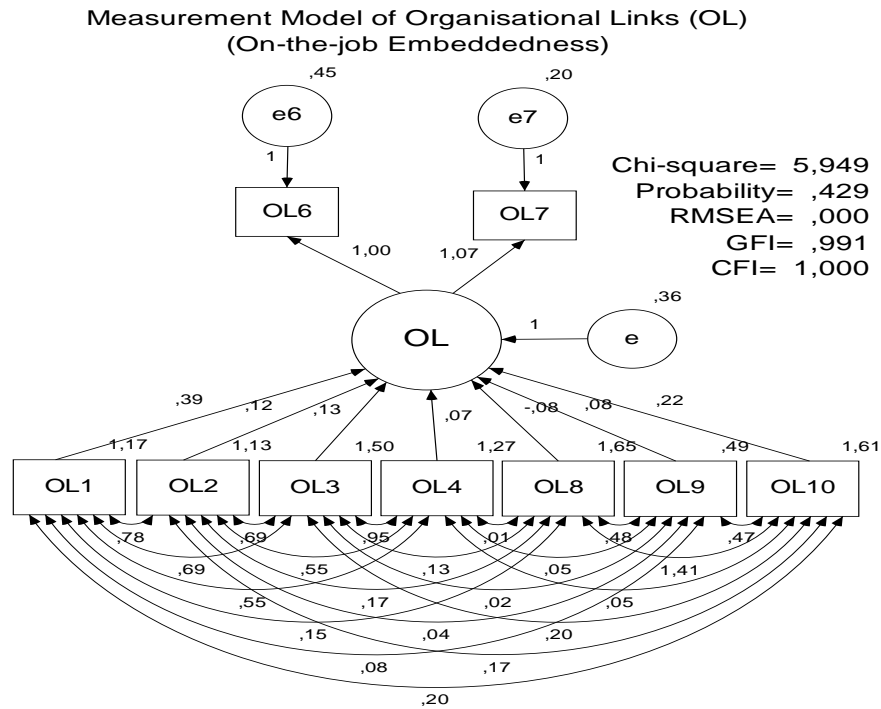 Measurement Model of Organisational Links (OL)
(On-the-job Embeddedness)
,45
,20
e6
e7
1
1
Chi-square= 5,949
Probability= ,429
RMSEA= ,000
GFI= ,991
CFI= 1,000
OL6
OL7
1,00
1,07
,36
OL
1
e
,39
,12
,13
,07
-,08
,08
,22
1,17
1,13
1,50
1,27
1,65
,49
1,61
OL1
OL2
OL3
OL4
OL8
OL9
OL10
,78
,69
,95
,01
,48
,47
,69
,55
,13
,05
1,41
,55
,17
,02
,05
,15
,04
,20
,08
,17
,20